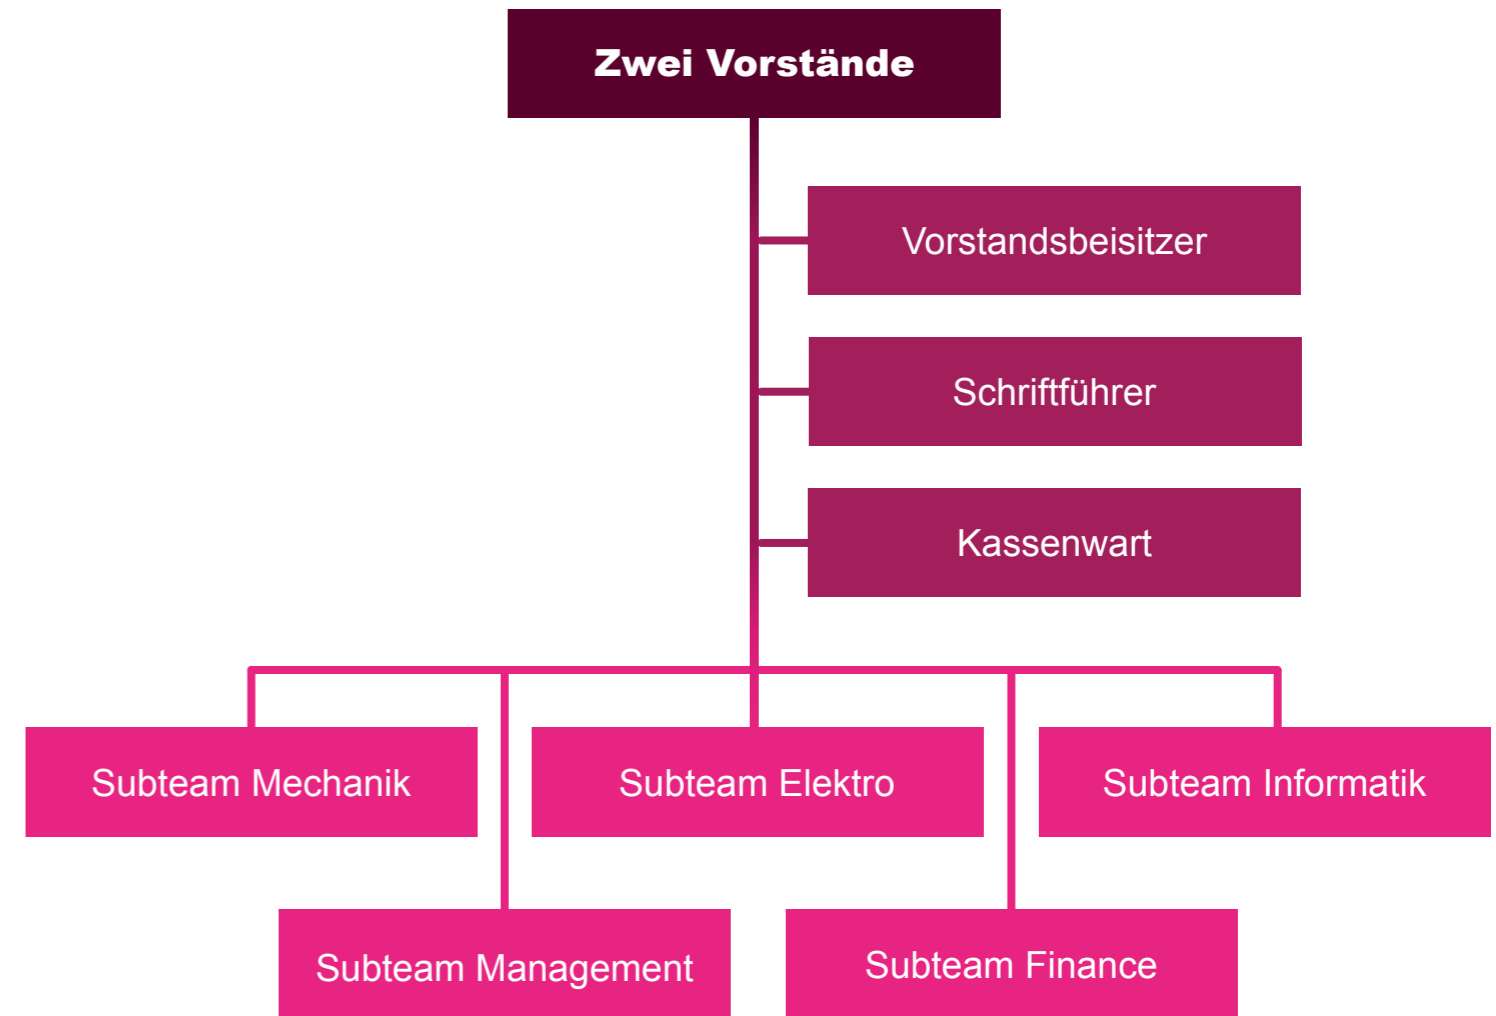 Zwei Vorstände
Vorstandsbeisitzer
Schriftführer
Kassenwart
Subteam Mechanik
Subteam Elektro
Subteam Informatik
Subteam Management
Subteam Finance